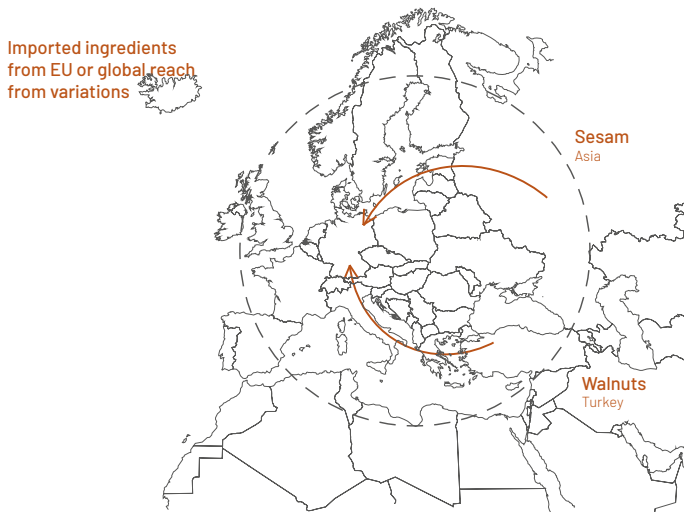 Imported ingredients
from EU or global reach
from variations
Sesam
Asia
Walnuts
Turkey